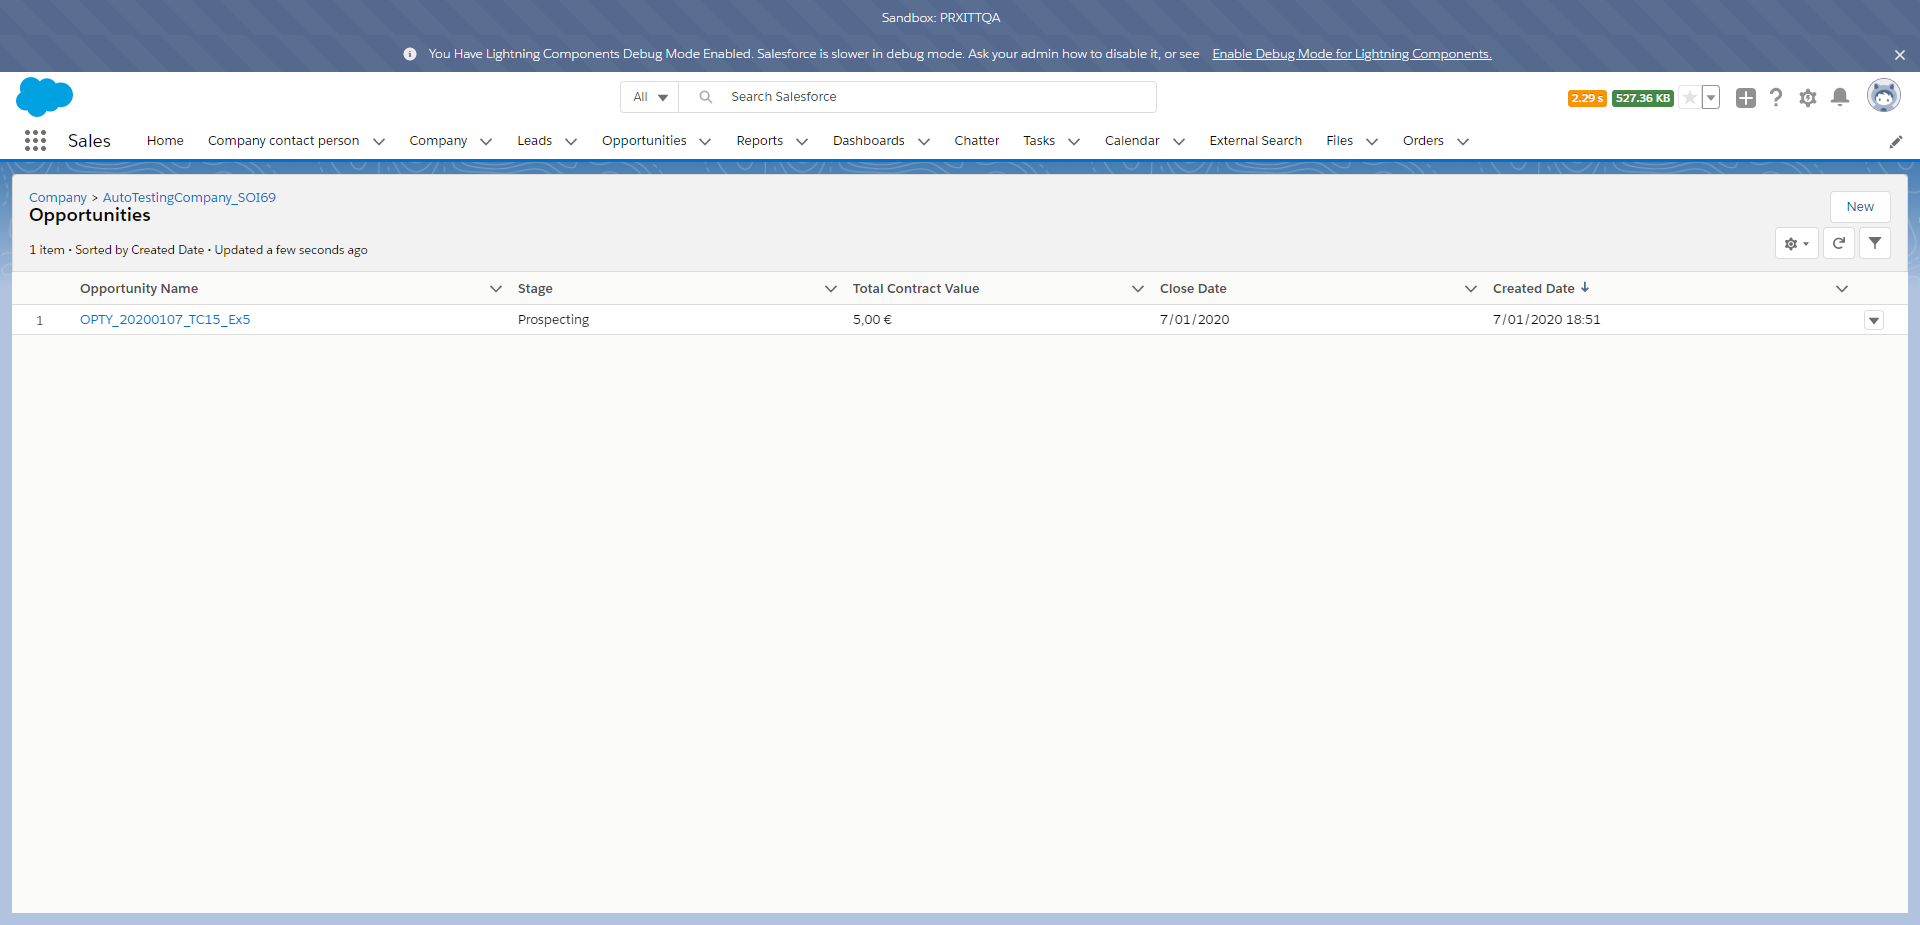 Sandbox: PRXITTQA
You Have Lightning Components Debug Mode Enabled. Salesforce is slower in debug mode. Ask your admin how to disable it, or see Enable Debug Mode for Lightning Components.
All Search Salesforce 2.29 s 527.36 KB
Sales Home Company contact person Company Leads Opportunities Reports Dashboards Chatter Tasks Calendar External Search Files Orders
Company > AutoTestingCompany_SOI69
Opportunities
New
1 item • Sorted by Created Date • Updated a few seconds ago
Opportunity Name Stage Total Contract Value Close Date Created Date
1 OPTY_20200107_TC15_Ex5 Prospecting 5,00 € 7/01/2020 7/01/2020 18:51